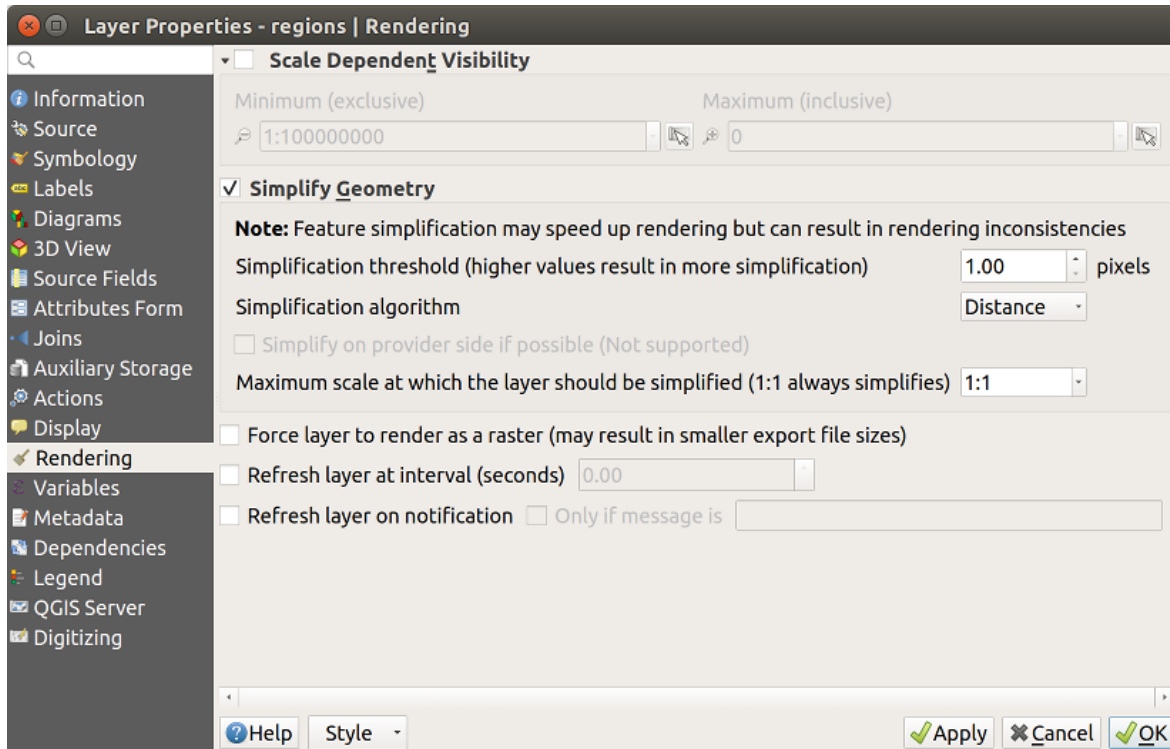 Layer Properties - regions | Rendering
Information
Source
Symbology
Labels
Diagrams
3D View
Source Fields
Attributes Form
Joins
Auxiliary Storage
Actions
Display
Rendering
Variables
Metadata
Dependencies
Legend
QGIS Server
Digitizing
Scale Dependent Visibility
Minimum (exclusive) Maximum (inclusive)
1:100000000 0
Simplify Geometry
Note: Feature simplification may speed up rendering but can result in rendering inconsistencies
Simplification threshold (higher values result in more simplification) 1.00 pixels
Simplification algorithm Distance
Simplify on provider side if possible (Not supported)
Maximum scale at which the layer should be simplified (1:1 always simplifies) 1:1
Force layer to render as a raster (may result in smaller export file sizes)
Refresh layer at interval (seconds) 0.00
Refresh layer on notification Only if message is
Help Style Apply Cancel OK